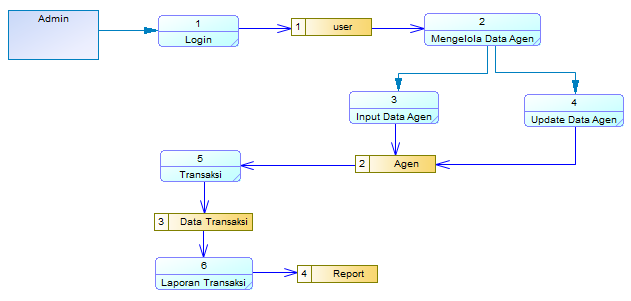 Admin
1
Login
1 user
2
Mengelola Data Agen
3
Input Data Agen
4
Update Data Agen
2 Agen
5
Transaksi
3 Data Transaksi
6
Laporan Transaksi
4 Report